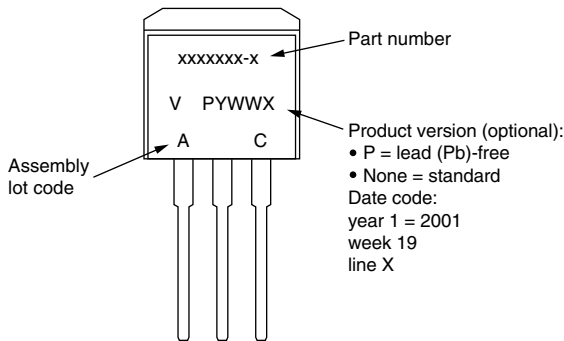 Part number
xxxxxxx-x
V PYWWX
A C
Assembly
lot code
Product version (optional):
• P = lead (Pb)-free
• None = standard
Date code:
year 1 = 2001
week 19
line X